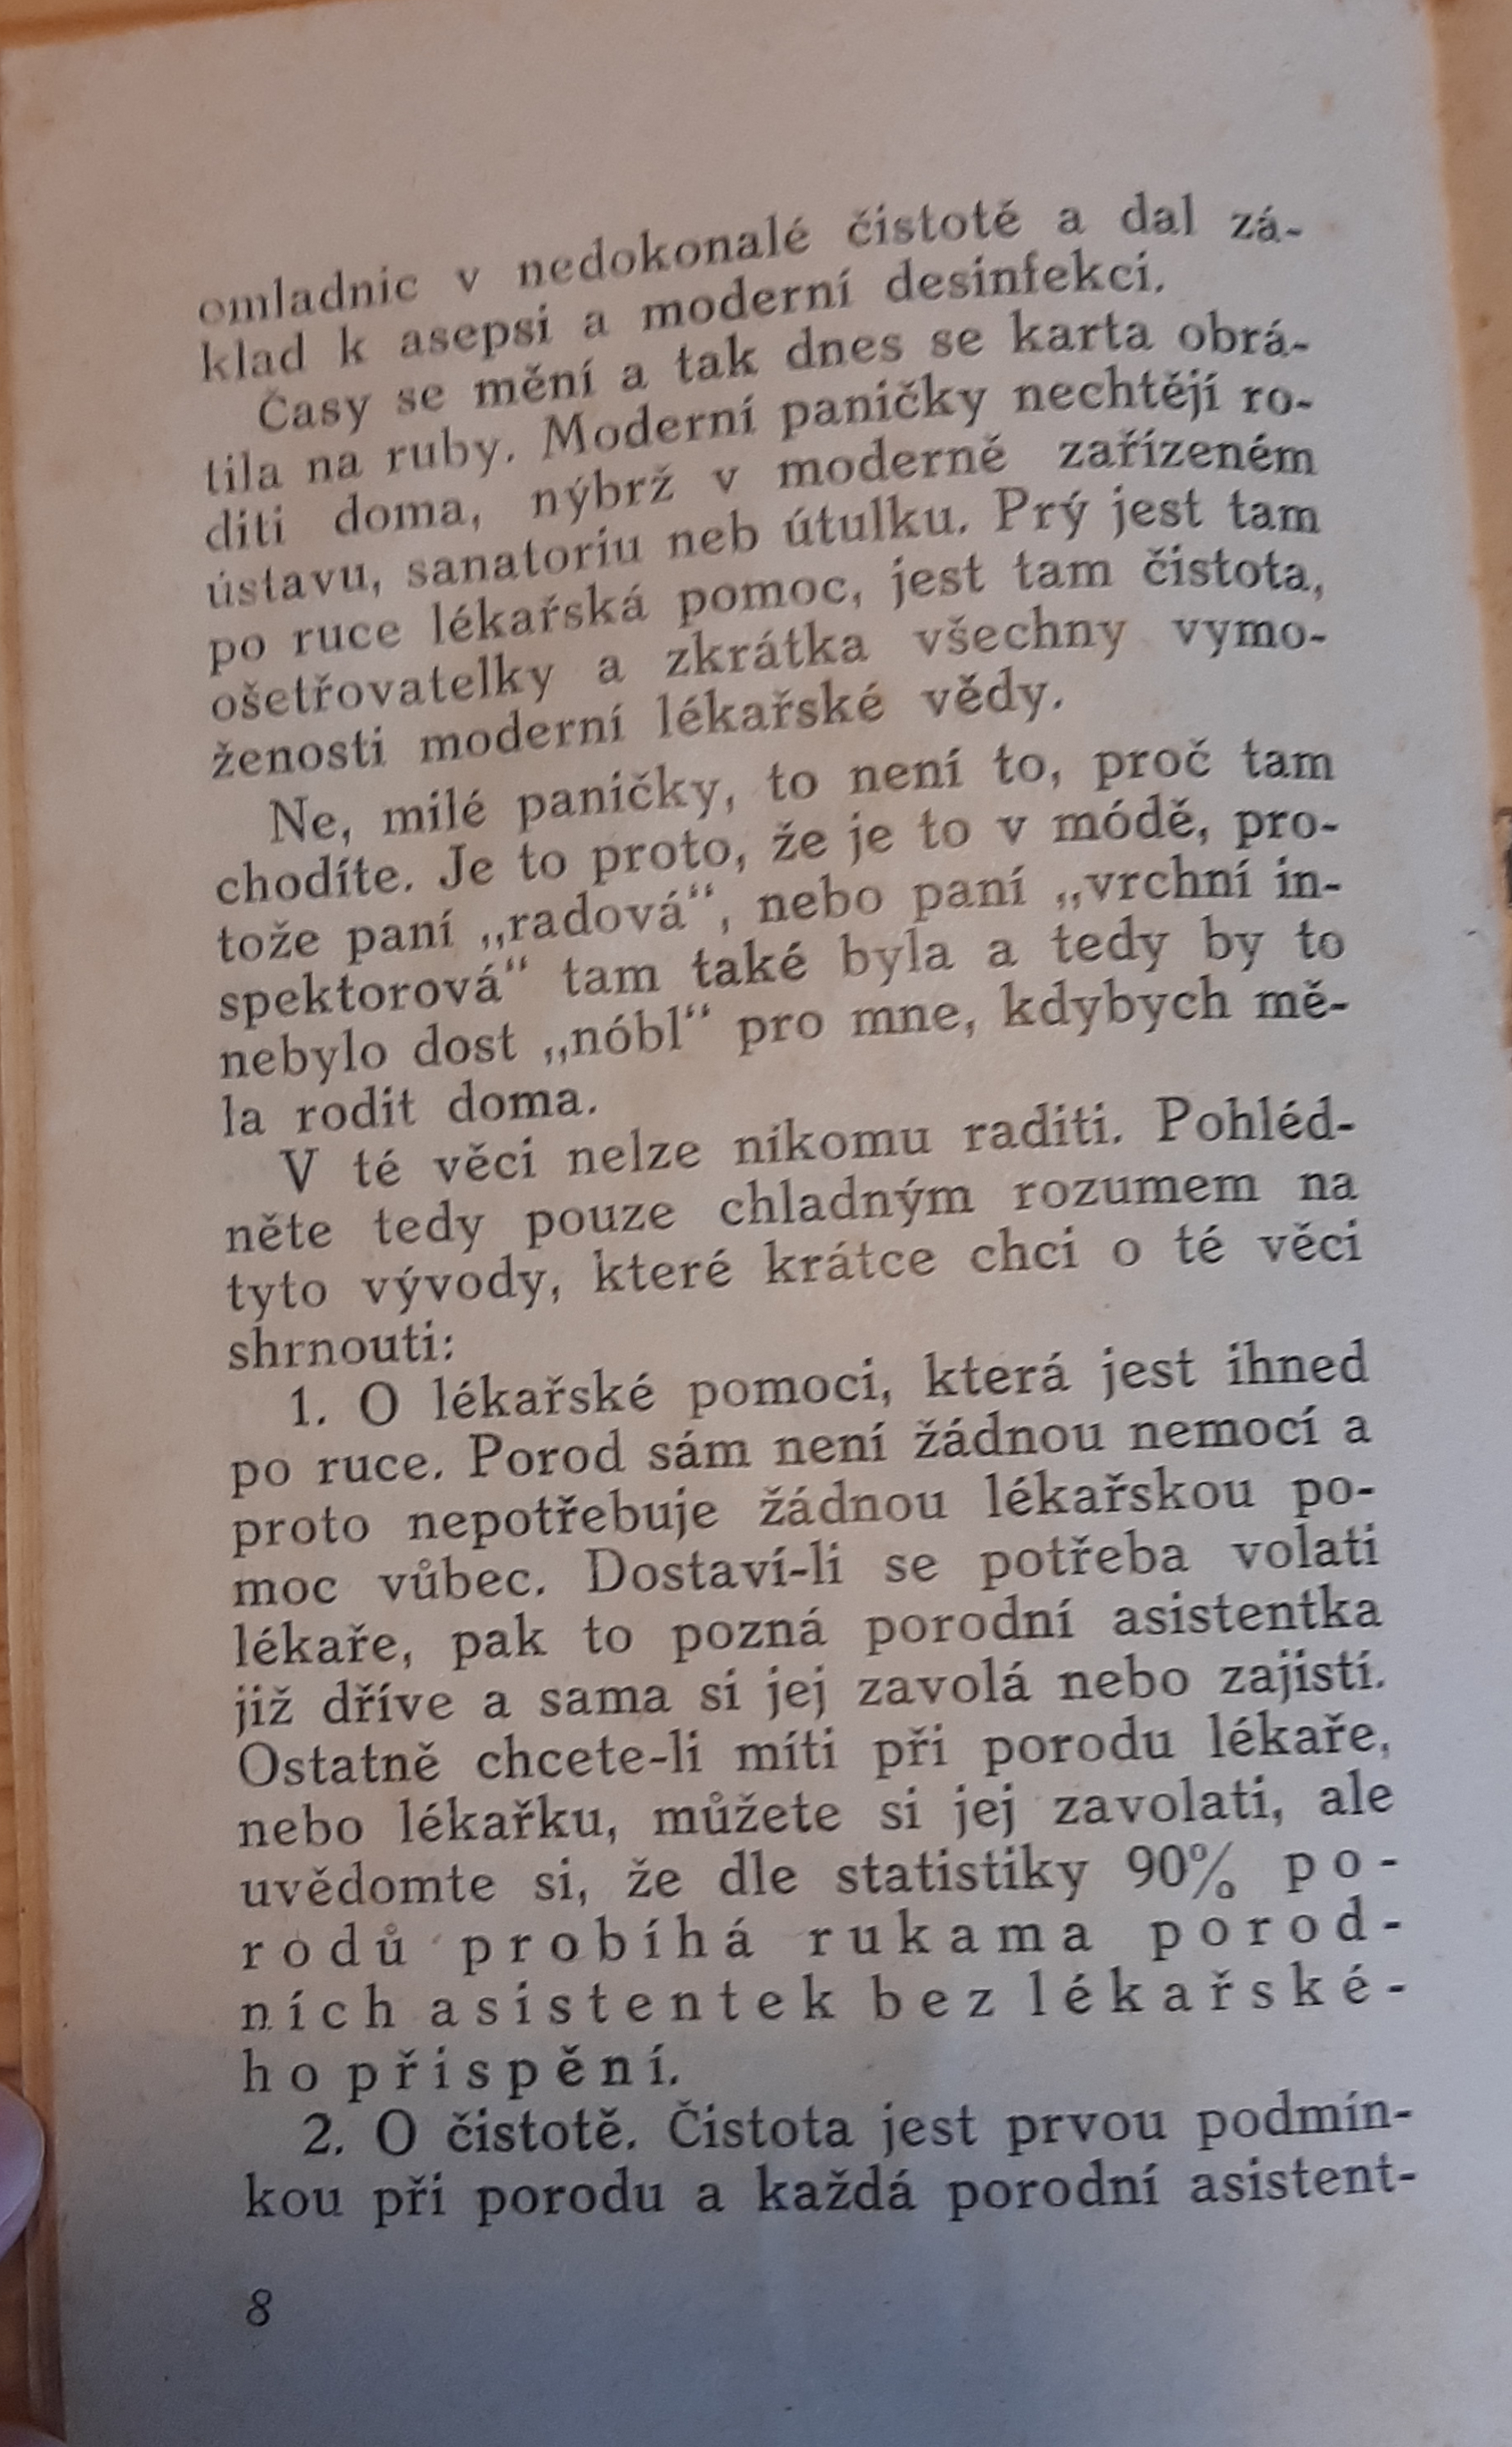 omladnic v nedokonalé čistotě a dal zá-
klad k asepsi a moderní desinfekci.
Časy se mění a tak dnes se karta obrá-
tila na ruby. Moderní paničky nechtějí ro-
diti doma, nýbrž v moderně zařízeném
ústavu, sanatoriu neb útulku. Prý jest tam
po ruce lékařská pomoc, jest tam čistota,
ošetřovatelky a zkrátka všechny vymo-
ženosti moderní lékařské vědy.
Ne, milé paničky, to není to, proč tam
chodíte. Je to proto, že je to v módě, pro-
tože paní „radová“, nebo paní „vrchní in-
spektorová“ tam také byla a tedy by to
nebylo dost „nóbl“ pro mne, kdybych mě-
la rodit doma.
V té věci nelze nikomu raditi. Pohléd-
něte tedy pouze chladným rozumem na
tyto vývody, které krátce chci o té věci
shrnouti:
1. O lékařské pomoci, která jest ihned
po ruce. Porod sám není žádnou nemocí a
proto nepotřebuje žádnou lékařskou po-
moc vůbec. Dostaví-li se potřeba volati
lékaře, pak to pozná porodní asistentka
již dříve a sama si jej zavolá nebo zajistí.
Ostatně chcete-li míti při porodu lékaře,
nebo lékařku, můžete si jej zavolati, ale
uvědomte si, že dle statistiky 90% po-
rodů probíhá rukama porod-
ních asistentek bez lékařské-
ho přispění.
2. O čistotě. Čistota jest prvou podmín-
kou při porodu a každá porodní asistent-
8